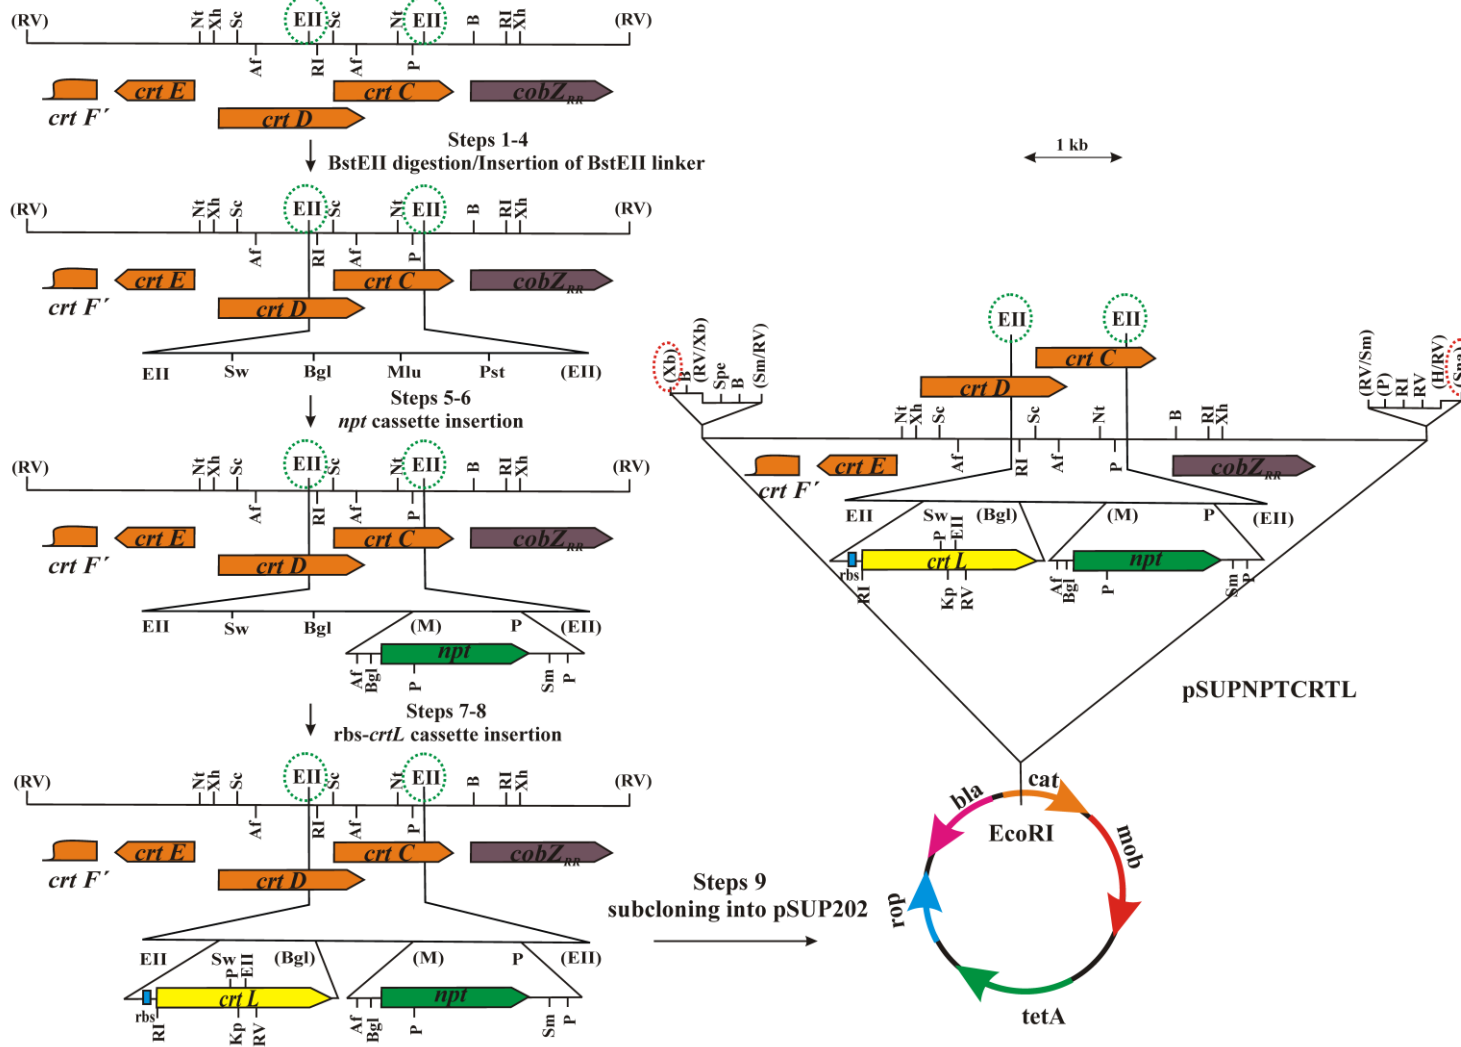 (RV) Nt Xh Sc EII Sc Nt EII B RI Xh (RV)
Af RI Af P
crt E crt C cobZRR
crt F´ crt D
Steps 1-4
BstEII digestion/Insertion of BstEII linker
1 kb
(RV) Nt Xh Sc EII Sc Nt EII B RI Xh (RV)
Af RI Af P
crt E crt C cobZRR
crt F´ crt D
EII Sw Bgl Mlu Pst (EII)
Steps 5-6
npt cassette insertion
(RV) Nt Xh Sc EII Sc Nt EII B RI Xh (RV)
Af RI Af P
crt E crt C cobZRR
crt F´ crt D
EII Sw Bgl (M) P (EII)
npt
Af Bgl P Sm P
Steps 7-8
rbs-crtL cassette insertion
(RV) Nt Xh Sc EII Sc Nt EII B RI Xh (RV)
Af RI Af P
crt E crt C cobZRR
crt F´ crt D
EII Sw (Bgl) (M) P (EII)
P EII
crt L npt
rbs RI Kp RV Af Bgl P Sm P
Steps 9
subcloning into pSUP202
EII EII
crt C
crt D
(Xb) B (RV/Xb) Spe B (Sm/RV)
(RV/Sm) (P) RI RV (H/RV)
Nt Xh Sc Sc Nt B RI Xh
Af RI Af P
crt E cobZRR
crt F´
EII Sw (Bgl) (M) P (EII)
P EII
crt L npt
rbs RI Kp RV Af Bgl P Sm P
pSUPNPTCRTL
cat
bla
EcoRI
mob
rop
tetA